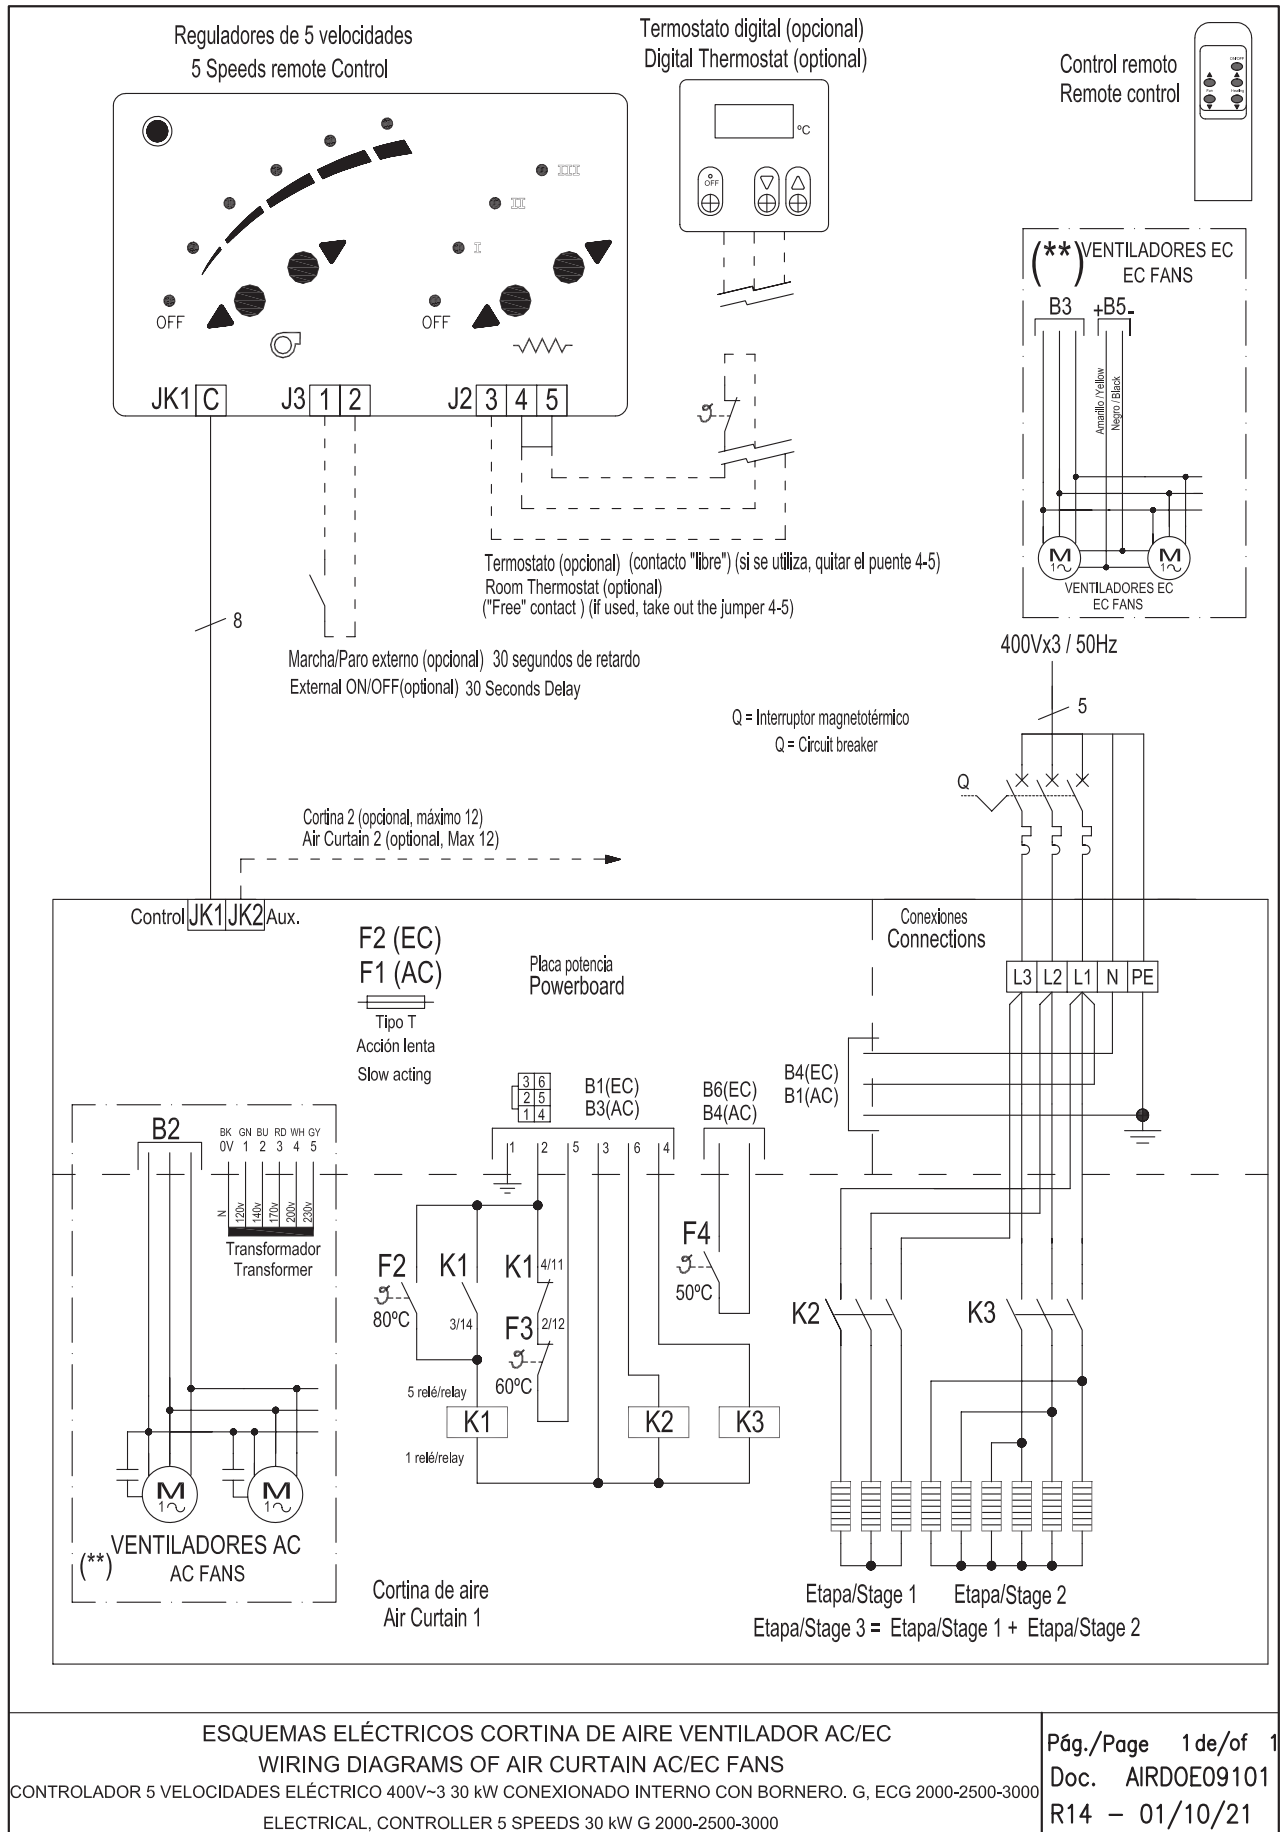 Reguladores de 5 velocidades
5 Speeds remote Control
Termostato digital (opcional)
Digital Thermostat (optional)
Control remoto
Remote control
ON/OFF
Fan
Heating
ºC
OFF
I
II
III
OFF
OFF
JK1 C
J3 1 2
J2 3 4 5
(**) VENTILADORES EC
EC FANS
B3
+B5-
Amarillo /Yellow
Negro / Black
M
1
M
1
VENTILADORES EC
EC FANS
Termostato (opcional) (contacto "libre") (si se utiliza, quitar el puente 4-5)
Room Thermostat (optional)
("Free" contact ) (if used, take out the jumper 4-5)
8
Marcha/Paro externo (opcional) 30 segundos de retardo
External ON/OFF(optional) 30 Seconds Delay
400Vx3 / 50Hz
5
Q = Interruptor magnetotérmico
Q = Circuit breaker
Q
Cortina 2 (opcional, máximo 12)
Air Curtain 2 (optional, Max 12)
Control JK1 JK2 Aux.
F2 (EC)
F1 (AC)
Tipo T
Acción lenta
Slow acting
Placa potencia
Powerboard
Conexiones
Connections
L3 L2 L1 N PE
3 6
2 5
1 4
B1(EC)
B3(AC)
B6(EC)
B4(AC)
B4(EC)
B1(AC)
1 2 5 3 6 4
B2
BK GN BU RD WH GY
0V 1 2 3 4 5
N 120v 140v 170v 200v 230v
Transformador
Transformer
F2
80ºC
K1
3/14
K1
4/11
F3
2/12
60ºC
F4
50ºC
K2
K3
5 relé/relay
K1
K2
K3
1 relé/relay
M
1
M
1
VENTILADORES AC
(**)
AC FANS
Cortina de aire
Air Curtain 1
Etapa/Stage 1
Etapa/Stage 2
Etapa/Stage 3 = Etapa/Stage 1 + Etapa/Stage 2
ESQUEMAS ELÉCTRICOS CORTINA DE AIRE VENTILADOR AC/EC
WIRING DIAGRAMS OF AIR CURTAIN AC/EC FANS
CONTROLADOR 5 VELOCIDADES ELÉCTRICO 400V~3 30 kW CONEXIONADO INTERNO CON BORNERO. G, ECG 2000-2500-3000
ELECTRICAL, CONTROLLER 5 SPEEDS 30 kW G 2000-2500-3000
Pág./Page 1 de/of 1
Doc. AIRDOE09101
R14 – 01/10/21